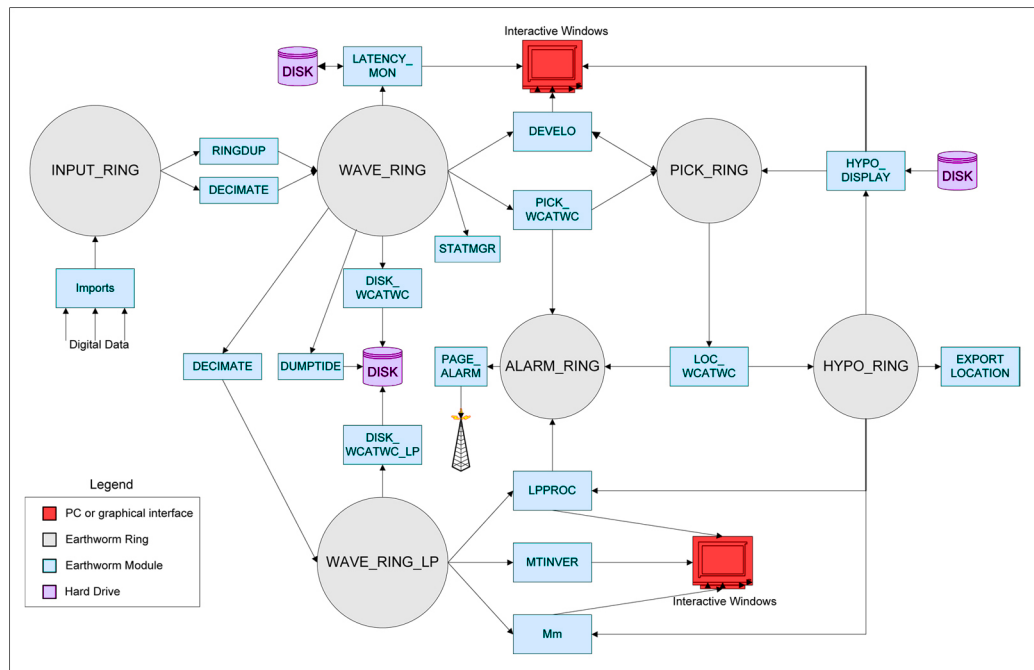 Interactive Windows
DISK
LATENCY_
MON
RINGDUP
DEVELO
INPUT_RING
WAVE_RING
PICK_RING
HYPO_
DISPLAY
DISK
DECIMATE
PICK_
WCATWC
STATMGR
Imports
DISK_
WCATWC
Digital Data
DECIMATE
DUMPTIDE
DISK
PAGE_
ALARM
ALARM_RING
LOC_
WCATWC
HYPO_RING
EXPORT
LOCATION
DISK_
WCATWC_LP
Legend
PC or graphical interface
Earthworm Ring
Earthworm Module
Hard Drive
LPPROC
WAVE_RING_LP
MTINVER
Interactive Windows
Mm